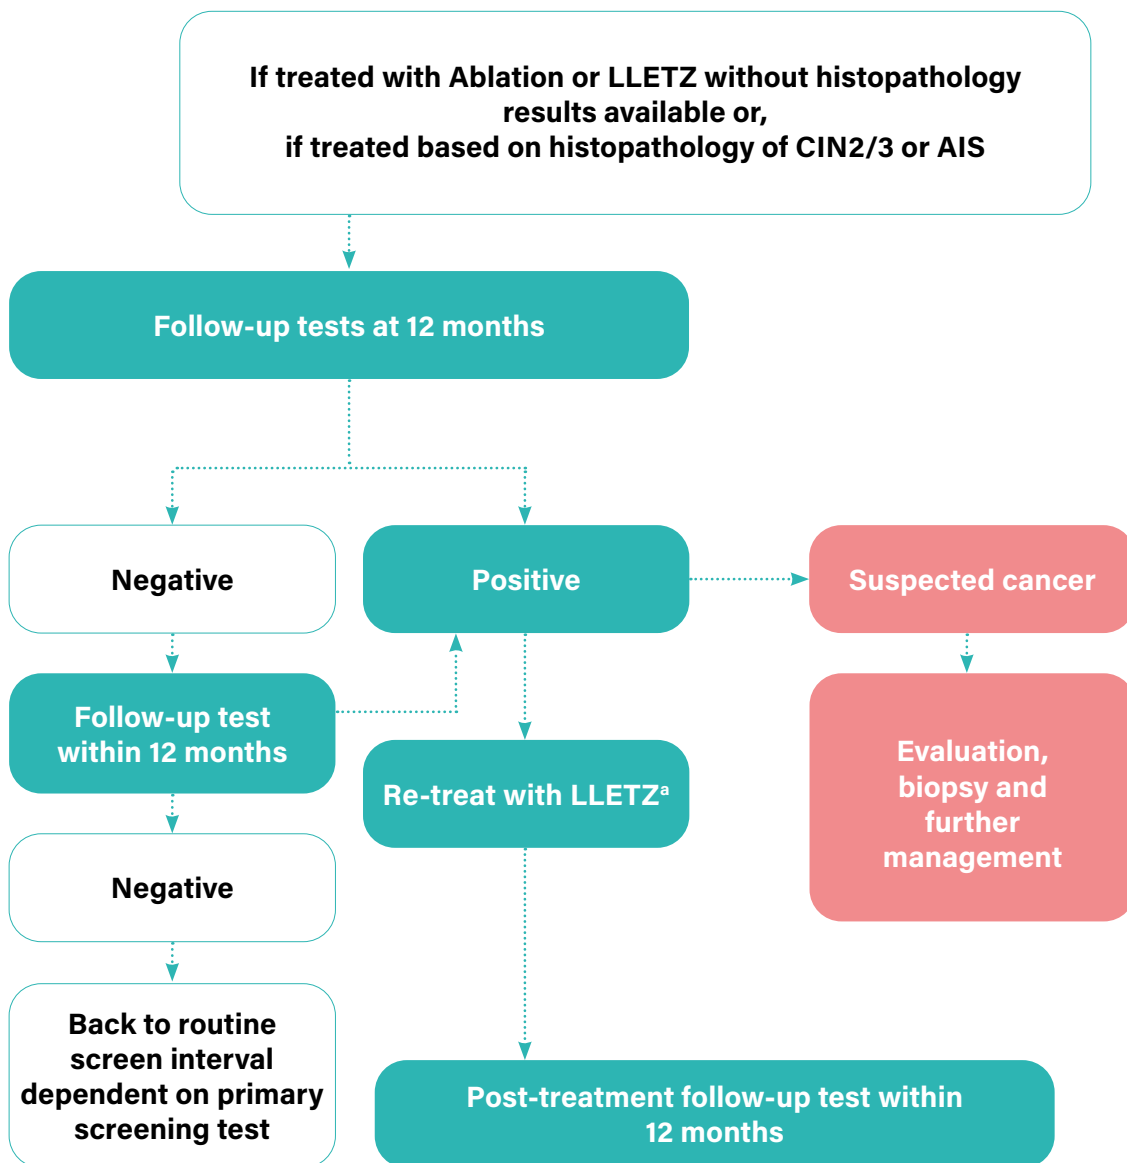 If treated with Ablation or LLETZ without histopathology
results available or,
if treated based on histopathology of CIN2/3 or AIS
Follow-up tests at 12 months
Negative
Positive
Suspected cancer
Follow-up test
within 12 months
Re-treat with LLETZᵃ
Evaluation,
biopsy and
further
management
Negative
Back to routine
screen interval
dependent on primary
screening test
Post-treatment follow-up test within
12 months